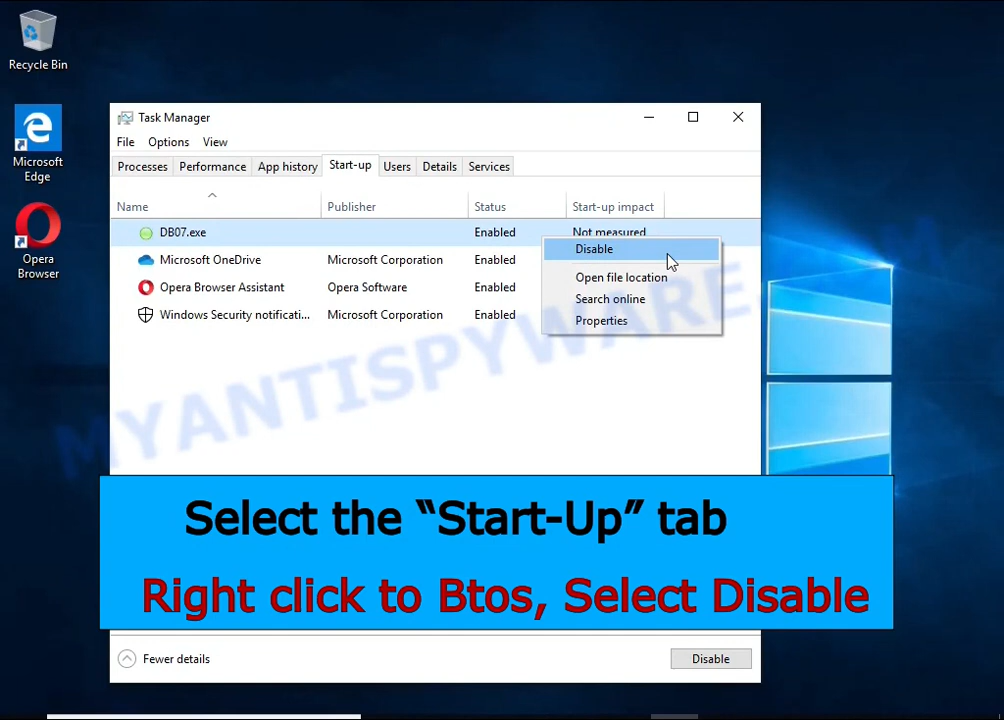 Recycle Bin
Microsoft
Edge
Opera
Browser
Task Manager
File Options View
Processes Performance App history Start-up Users Details Services
Name Publisher Status Start-up impact
DB07.exe Enabled Not measured
Microsoft OneDrive Microsoft Corporation Enabled
Opera Browser Assistant Opera Software Enabled
Windows Security notificati... Microsoft Corporation Enabled
Disable
Open file location
Search online
Properties
MYANTISPYWARE.COM
Select the “Start-Up” tab
Right click to Btos, Select Disable
Fewer details Disable